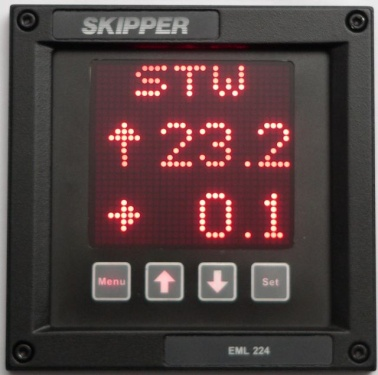 SKIPPER
STW
↑ 23.2
→ 0.1
Menu ↑ ↓ Set
EML 224